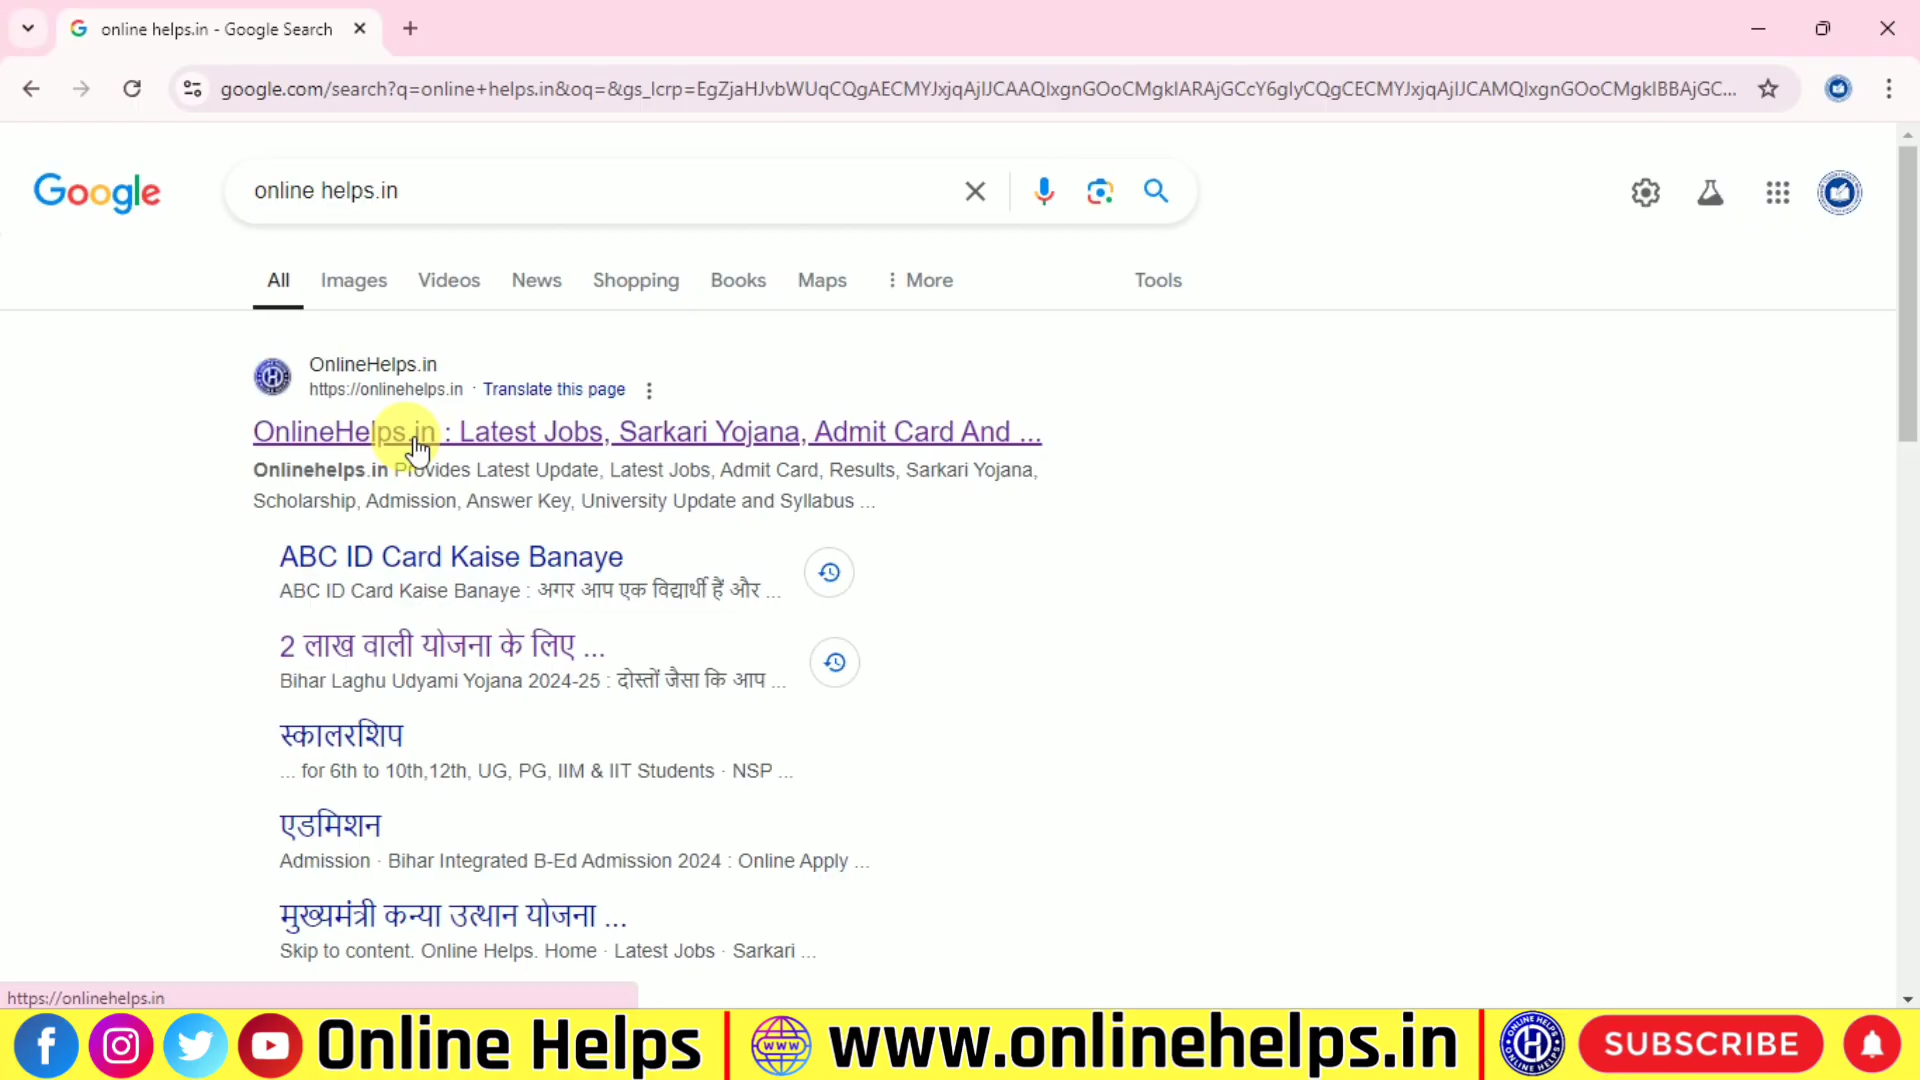 online helps.in - Google Search
google.com/search?q=online+helps.in&oq=&gs_lcrp=EgZjaHJvbWUqCQgAECMYJxjqAjIJCAAQIxgnGOoCMgkIARAjGCcY6gIyCQgCECMYJxjqAjIJCAMQIxgnGOoCMgkIBBAjGC...
Google
online helps.in
All Images Videos News Shopping Books Maps More Tools
OnlineHelps.in
https://onlinehelps.in · Translate this page
OnlineHelps.in : Latest Jobs, Sarkari Yojana, Admit Card And ...
Onlinehelps.in Provides Latest Update, Latest Jobs, Admit Card, Results, Sarkari Yojana,
Scholarship, Admission, Answer Key, University Update and Syllabus ...
ABC ID Card Kaise Banaye
ABC ID Card Kaise Banaye : अगर आप एक विद्यार्थी हैं और ...
2 लाख वाली योजना के लिए ...
Bihar Laghu Udyami Yojana 2024-25 : दोस्तों जैसा कि आप ...
स्कालरशिप
... for 6th to 10th,12th, UG, PG, IIM & IIT Students · NSP ...
एडमिशन
Admission · Bihar Integrated B-Ed Admission 2024 : Online Apply ...
मुख्यमंत्री कन्या उत्थान योजना ...
Skip to content. Online Helps. Home · Latest Jobs · Sarkari ...
https://onlinehelps.in
Online Helps | www.onlinehelps.in | SUBSCRIBE